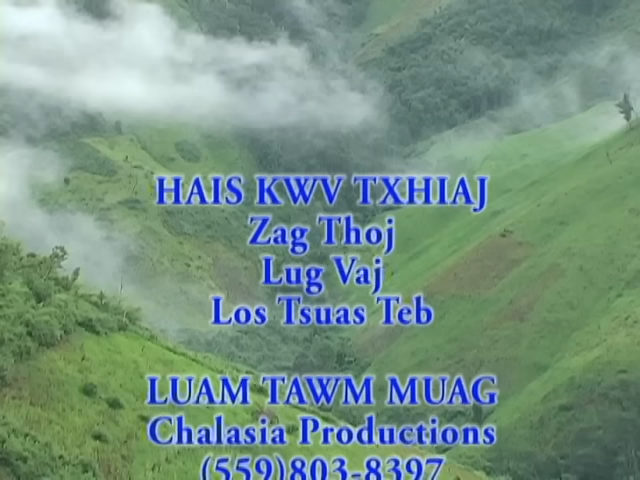 HAIS KWV TXHIAJ
Zag Thoj
Lug Vaj
Los Tsuas Teb
LUAM TAWM MUAG
Chalasia Productions
(559)803-8397